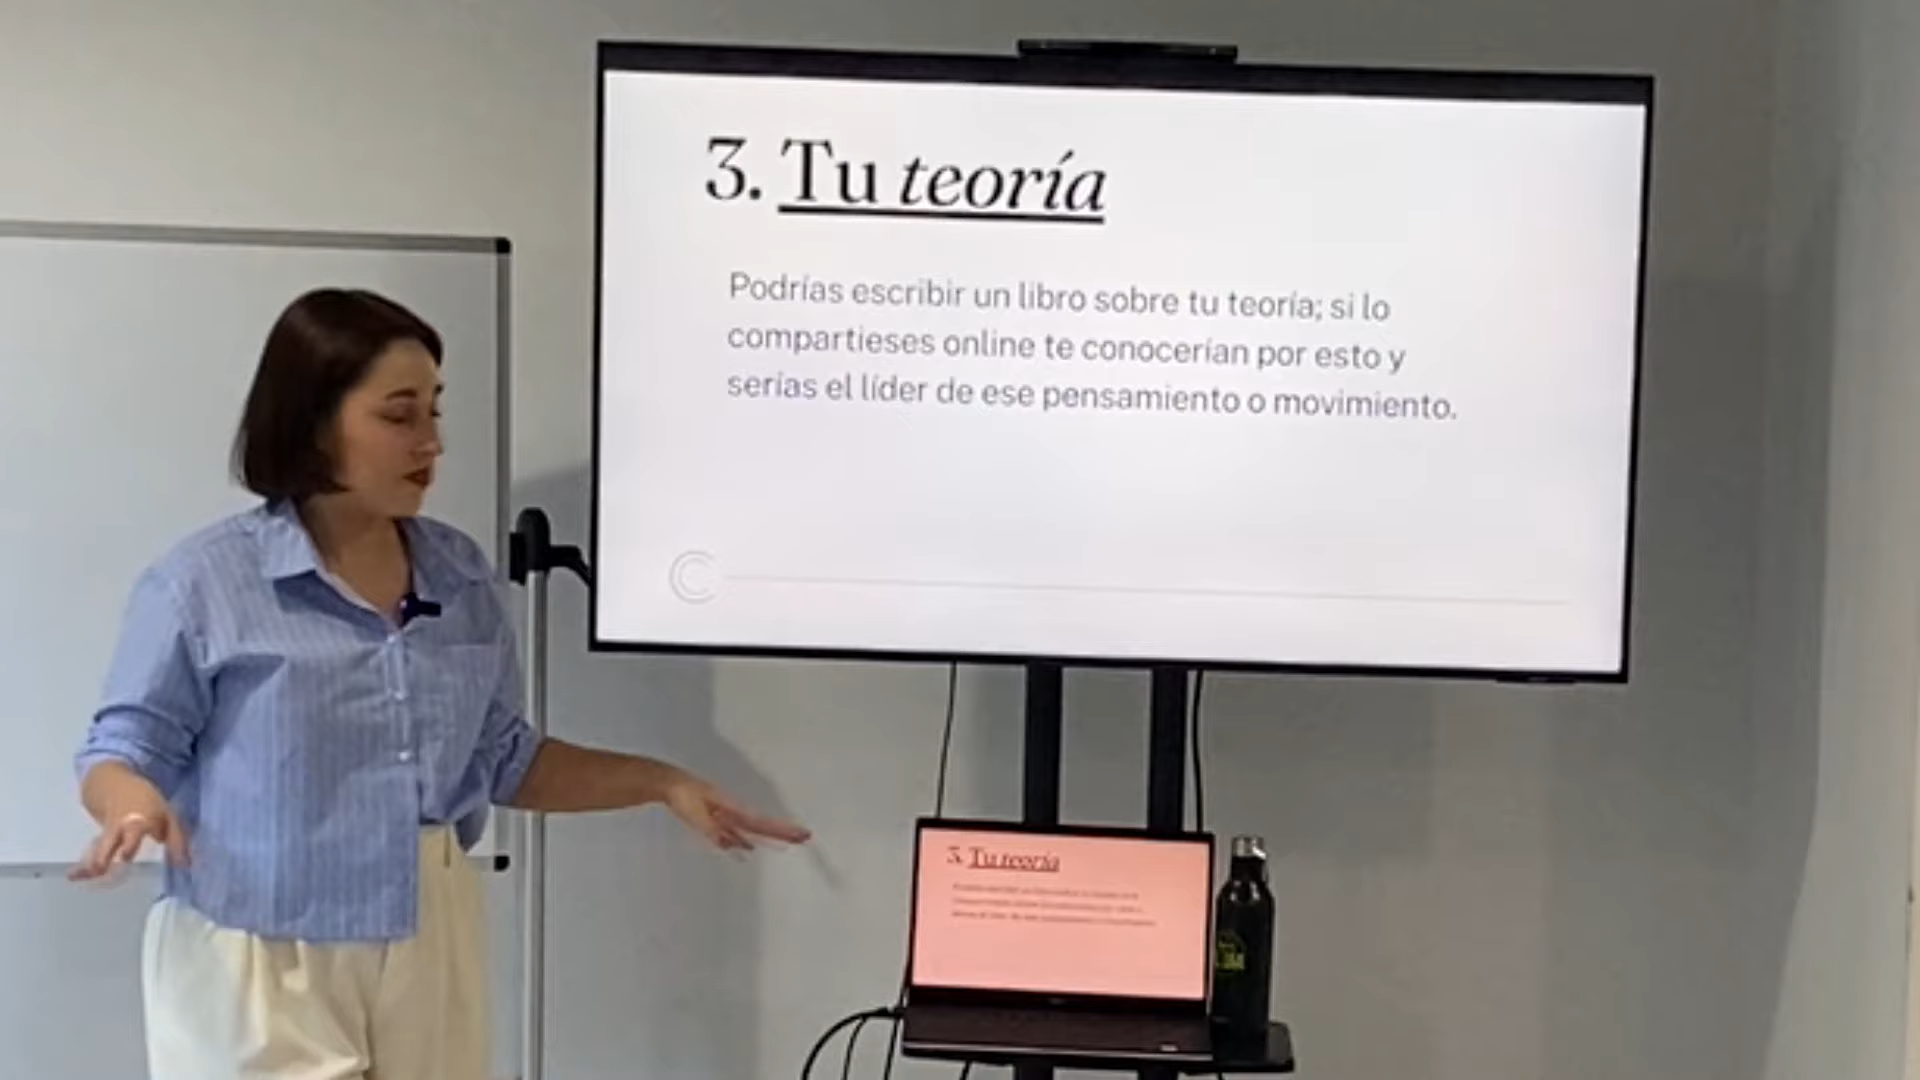 3. Tu teoría
Podrías escribir un libro sobre tu teoría; si lo
compartieses online te conocerían por esto y
serías el líder de ese pensamiento o movimiento.
C
3. Tu teoría